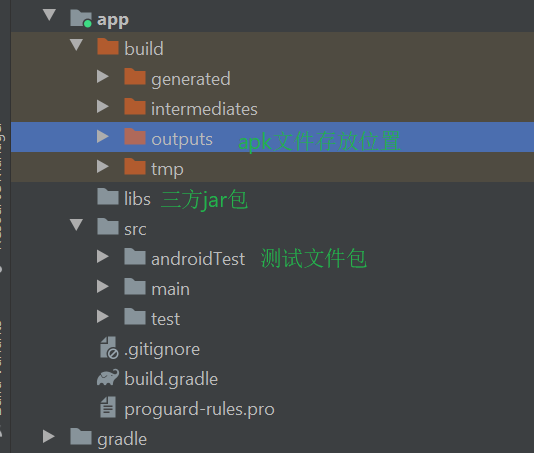 app
build
generated
intermediates
outputs apk文件存放位置
tmp
libs 三方jar包
src
androidTest 测试文件包
main
test
.gitignore
build.gradle
proguard-rules.pro
gradle